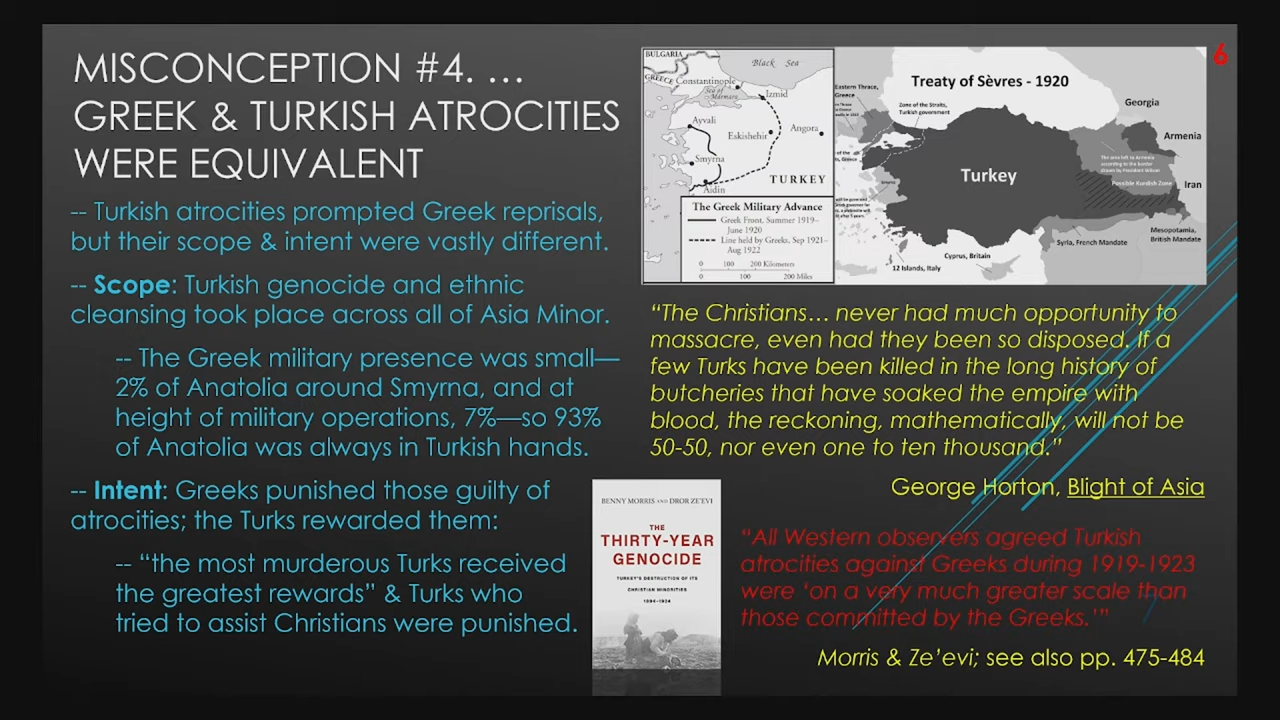 MISCONCEPTION #4. …
GREEK & TURKISH ATROCITIES
WERE EQUIVALENT
-- Turkish atrocities prompted Greek reprisals,
but their scope & intent were vastly different.
-- Scope: Turkish genocide and ethnic
cleansing took place across all of Asia Minor.
-- The Greek military presence was small—
2% of Anatolia around Smyrna, and at
height of military operations, 7%—so 93%
of Anatolia was always in Turkish hands.
-- Intent: Greeks punished those guilty of
atrocities; the Turks rewarded them:
-- “the most murderous Turks received
the greatest rewards” & Turks who
tried to assist Christians were punished.
BULGARIA
GREECE
Constantinople
Black Sea
Sea of
Marmara
Izmid
Ayvali
Eskishehir
Angora
Smyrna
TURKEY
Aidin
The Greek Military Advance
Greek Front, Summer 1919–
June 1920
Line held by Greeks, Sep 1921–
Aug 1922
0 100 200 Kilometers
0 100 200 Miles
6
Treaty of Sèvres - 1920
Eastern Thrace,
Greece
Zone of the Straits,
Turkish government
Georgia
Armenia
The area left to Armenia
according to the border
drawn by President Wilson
Turkey
Possible Kurdish Zone
Iran
Mesopotamia,
British Mandate
Syria, French Mandate
Cyprus, Britain
12 Islands, Italy
“The Christians… never had much opportunity to
massacre, even had they been so disposed. If a
few Turks have been killed in the long history of
butcheries that have soaked the empire with
blood, the reckoning, mathematically, will not be
50-50, nor even one to ten thousand.”
George Horton, Blight of Asia
BENNY MORRIS AND DROR ZE'EVI
THE
THIRTY-YEAR
GENOCIDE
TURKEY'S DESTRUCTION OF ITS
CHRISTIAN MINORITIES
1894–1924
“All Western observers agreed Turkish
atrocities against Greeks during 1919-1923
were ‘on a very much greater scale than
those committed by the Greeks.’”
Morris & Ze’evi; see also pp. 475-484